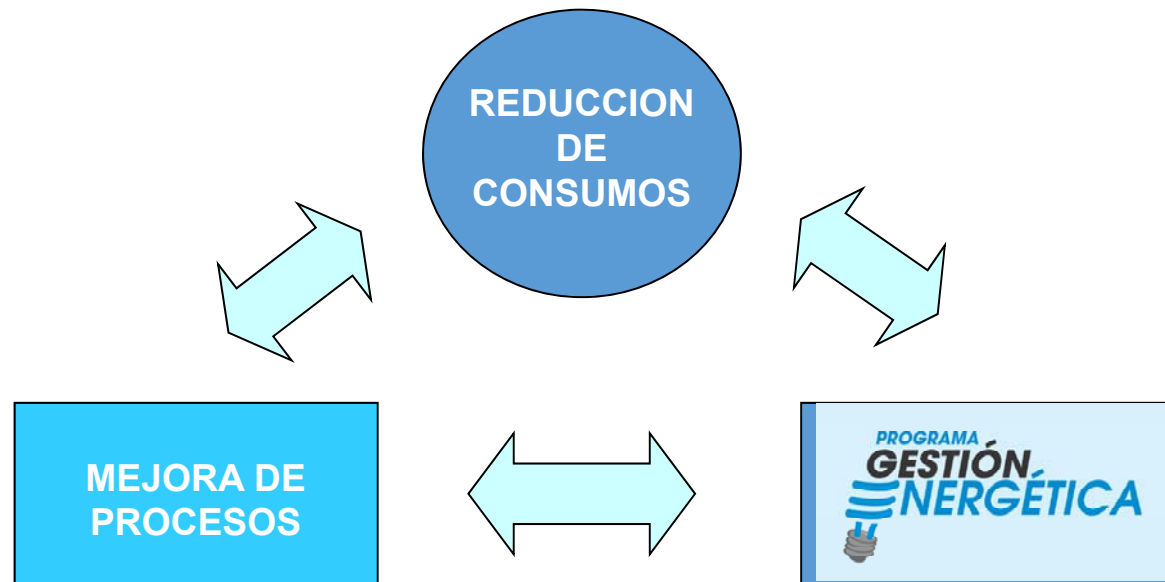 REDUCCION
DE
CONSUMOS
MEJORA DE
PROCESOS
PROGRAMA
GESTIÓN
ENERGÉTICA